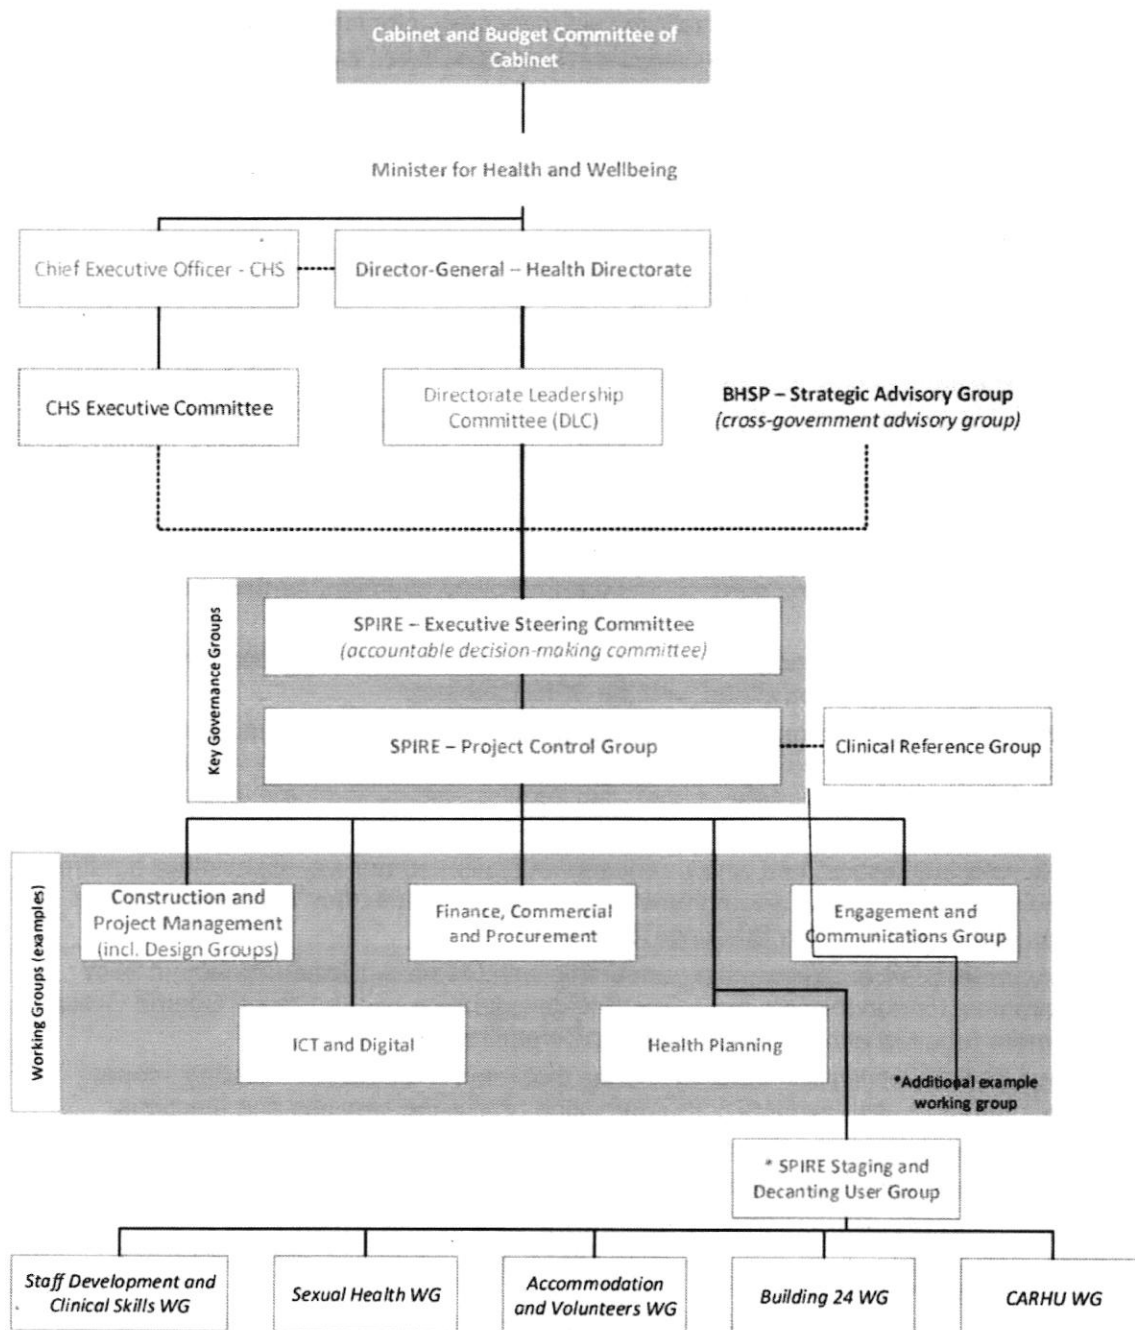 Cabinet and Budget Committee of
Cabinet
Minister for Health and Wellbeing
Chief Executive Officer - CHS
Director-General – Health Directorate
CHS Executive Committee
Directorate Leadership
Committee (DLC)
BHSP – Strategic Advisory Group
(cross-government advisory group)
Key Governance Groups
SPIRE – Executive Steering Committee
(accountable decision-making committee)
SPIRE – Project Control Group
Clinical Reference Group
Working Groups (examples)
Construction and
Project Management
(incl. Design Groups)
Finance, Commercial
and Procurement
Engagement and
Communications Group
ICT and Digital
Health Planning
*Additional example
working group
* SPIRE Staging and
Decanting User Group
Staff Development and
Clinical Skills WG
Sexual Health WG
Accommodation
and Volunteers WG
Building 24 WG
CARHU WG